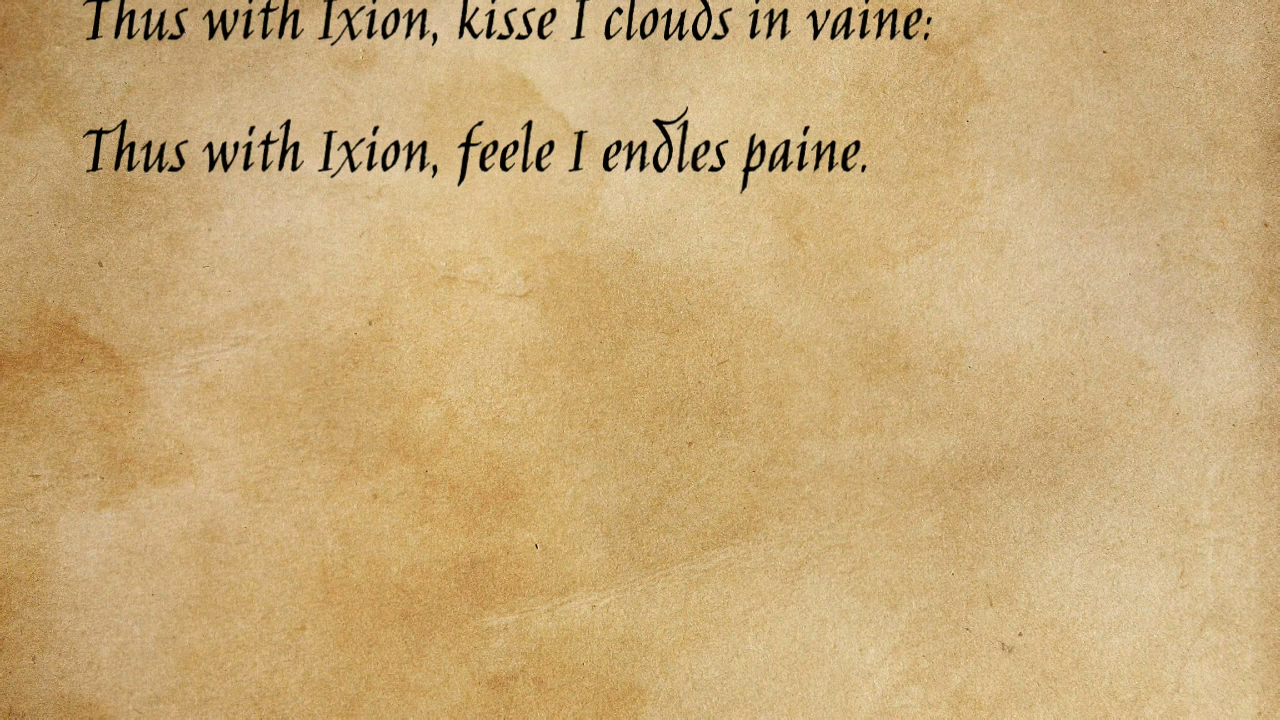 Thus with Ixion, kisse I clouds in vaine:
Thus with Ixion, feele I endles paine.